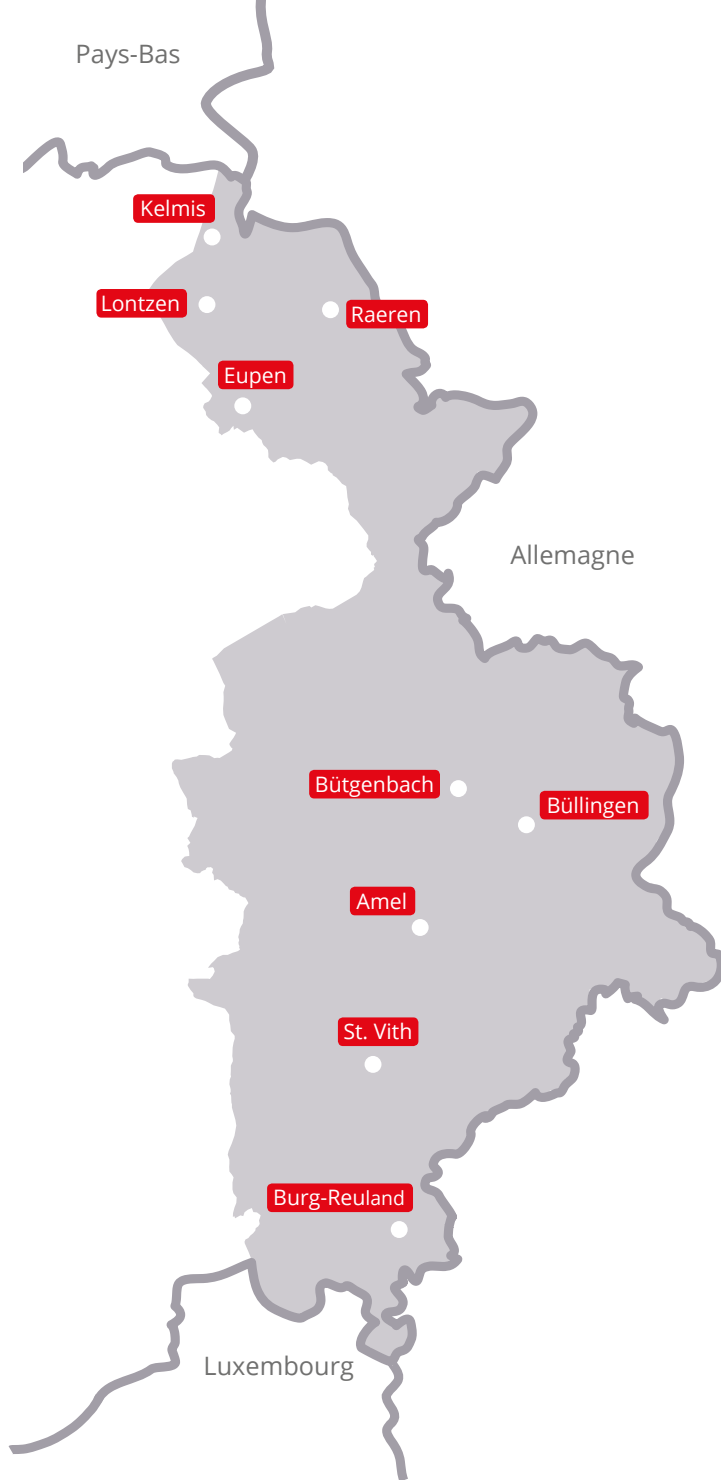 Pays-Bas
Kelmis
Lontzen
Raeren
Eupen
Allemagne
Bütgenbach
Büllingen
Amel
St. Vith
Burg-Reuland
Luxembourg